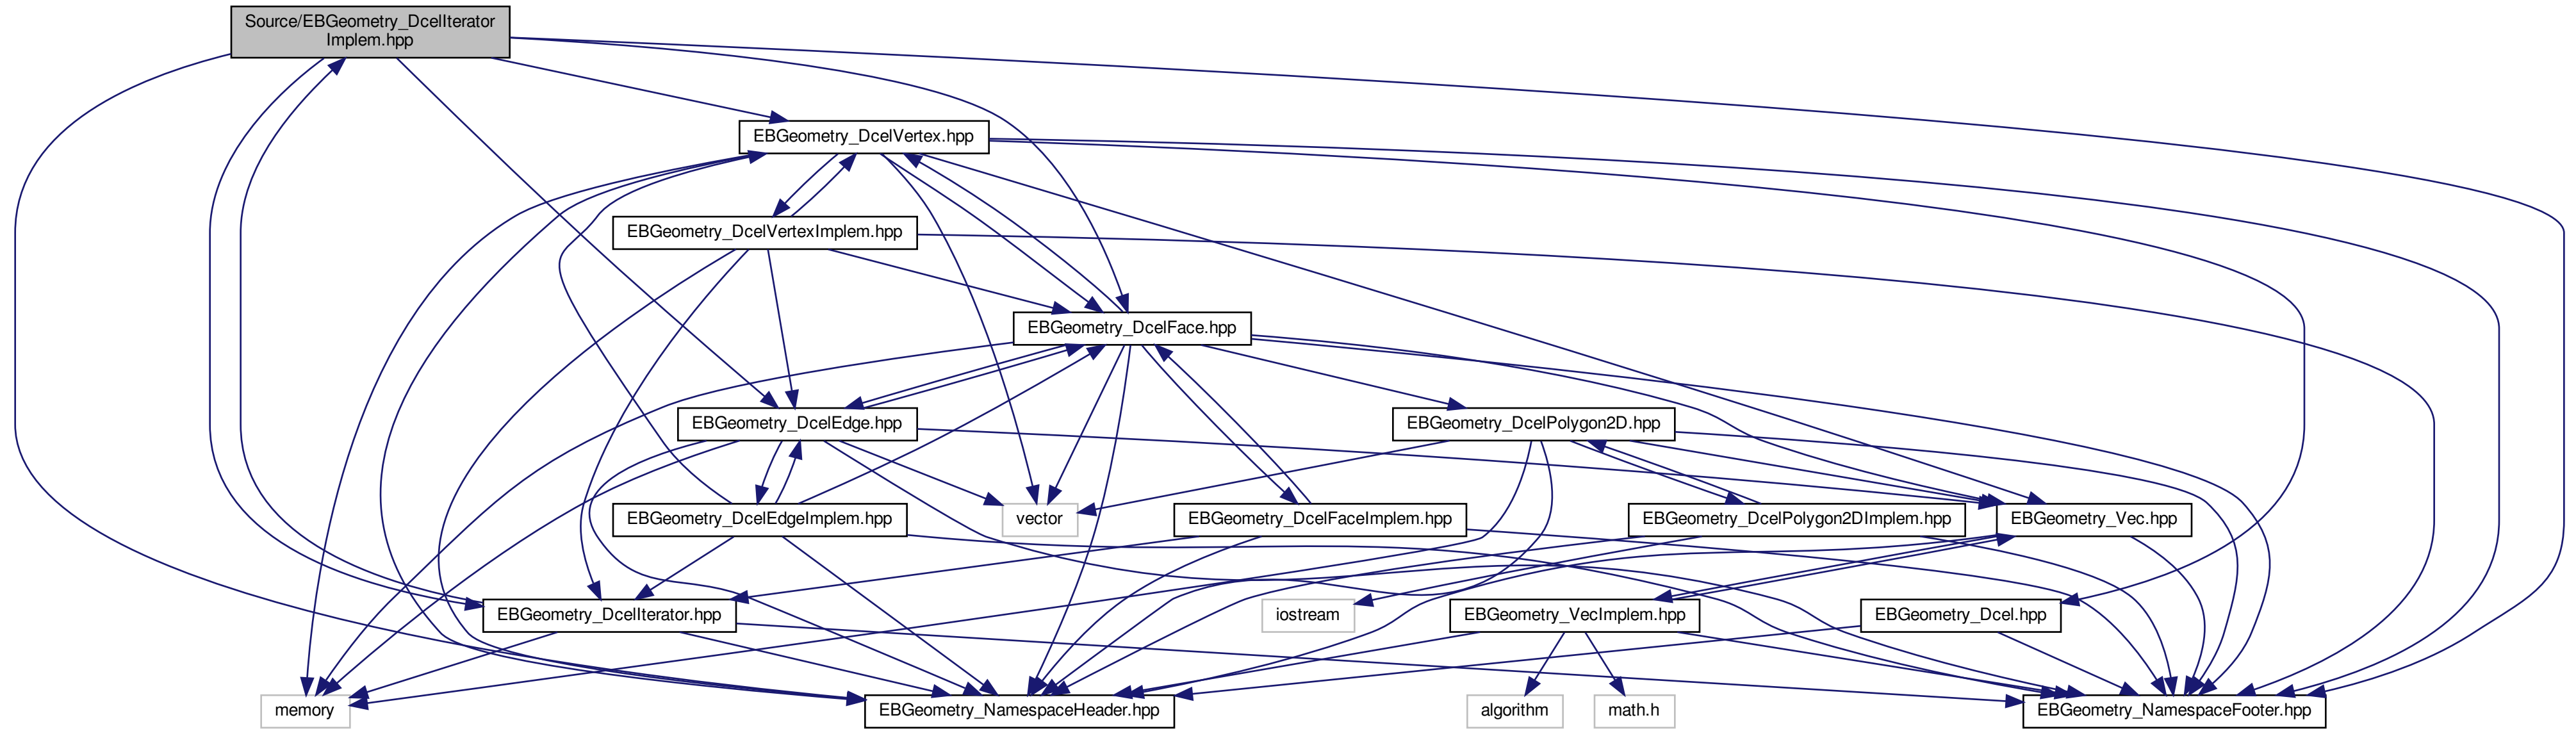 Source/EBGeometry_DcelIterator
Implem.hpp
EBGeometry_DcelVertex.hpp
EBGeometry_DcelVertexImplem.hpp
EBGeometry_DcelFace.hpp
EBGeometry_DcelEdge.hpp
EBGeometry_DcelPolygon2D.hpp
EBGeometry_DcelEdgeImplem.hpp
vector
EBGeometry_DcelFaceImplem.hpp
EBGeometry_DcelPolygon2DImplem.hpp
EBGeometry_Vec.hpp
EBGeometry_DcelIterator.hpp
iostream
EBGeometry_VecImplem.hpp
EBGeometry_Dcel.hpp
memory
EBGeometry_NamespaceHeader.hpp
algorithm
math.h
EBGeometry_NamespaceFooter.hpp